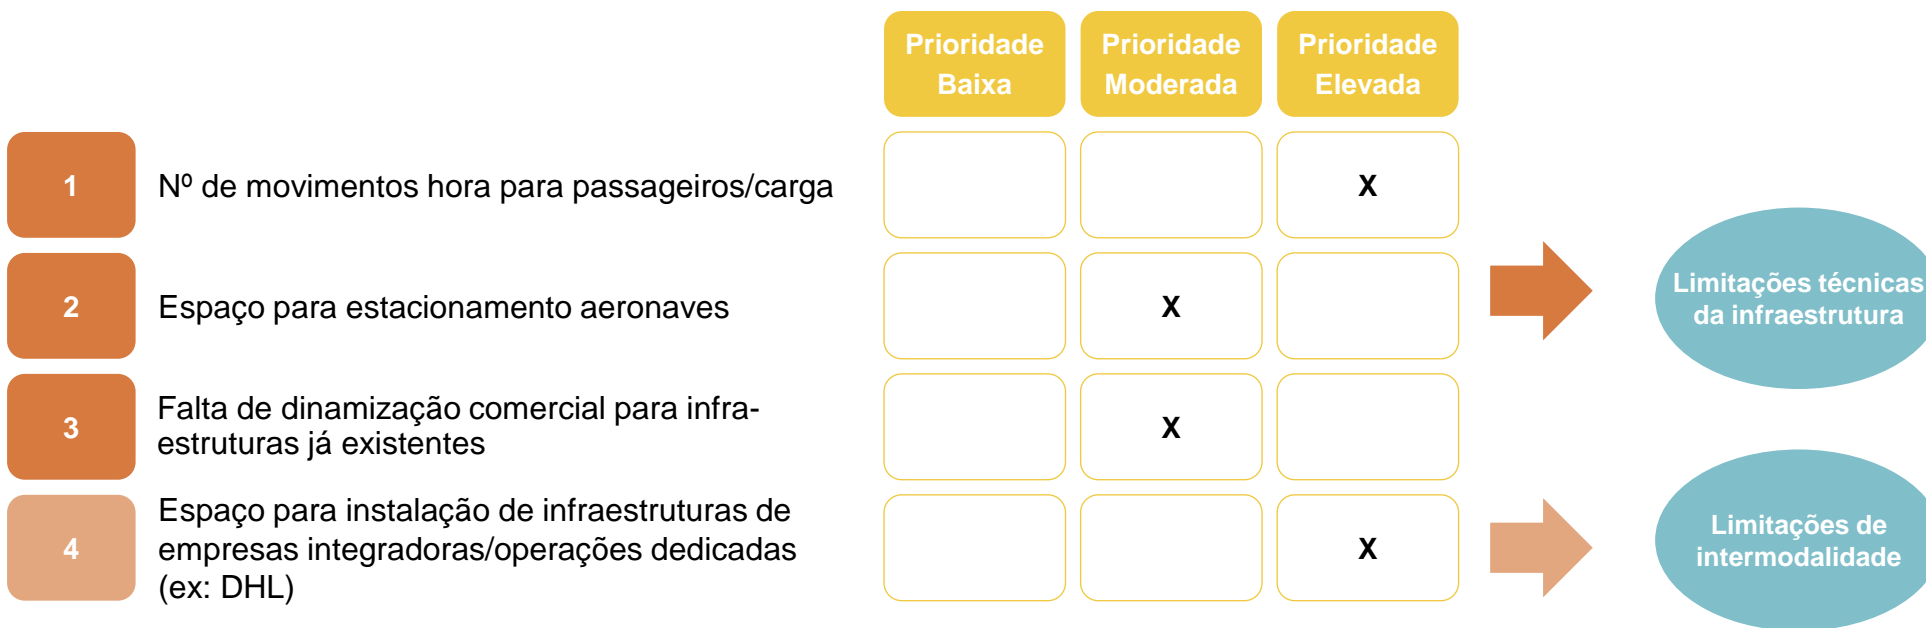 Prioridade
Baixa
Prioridade
Moderada
Prioridade
Elevada
1
Nº de movimentos hora para passageiros/carga
X
2
Espaço para estacionamento aeronaves
X
3
Falta de dinamização comercial para infra-
estruturas já existentes
X
4
Espaço para instalação de infraestruturas de
empresas integradoras/operações dedicadas
(ex: DHL)
X
Limitações técnicas
da infraestrutura
Limitações de
intermodalidade